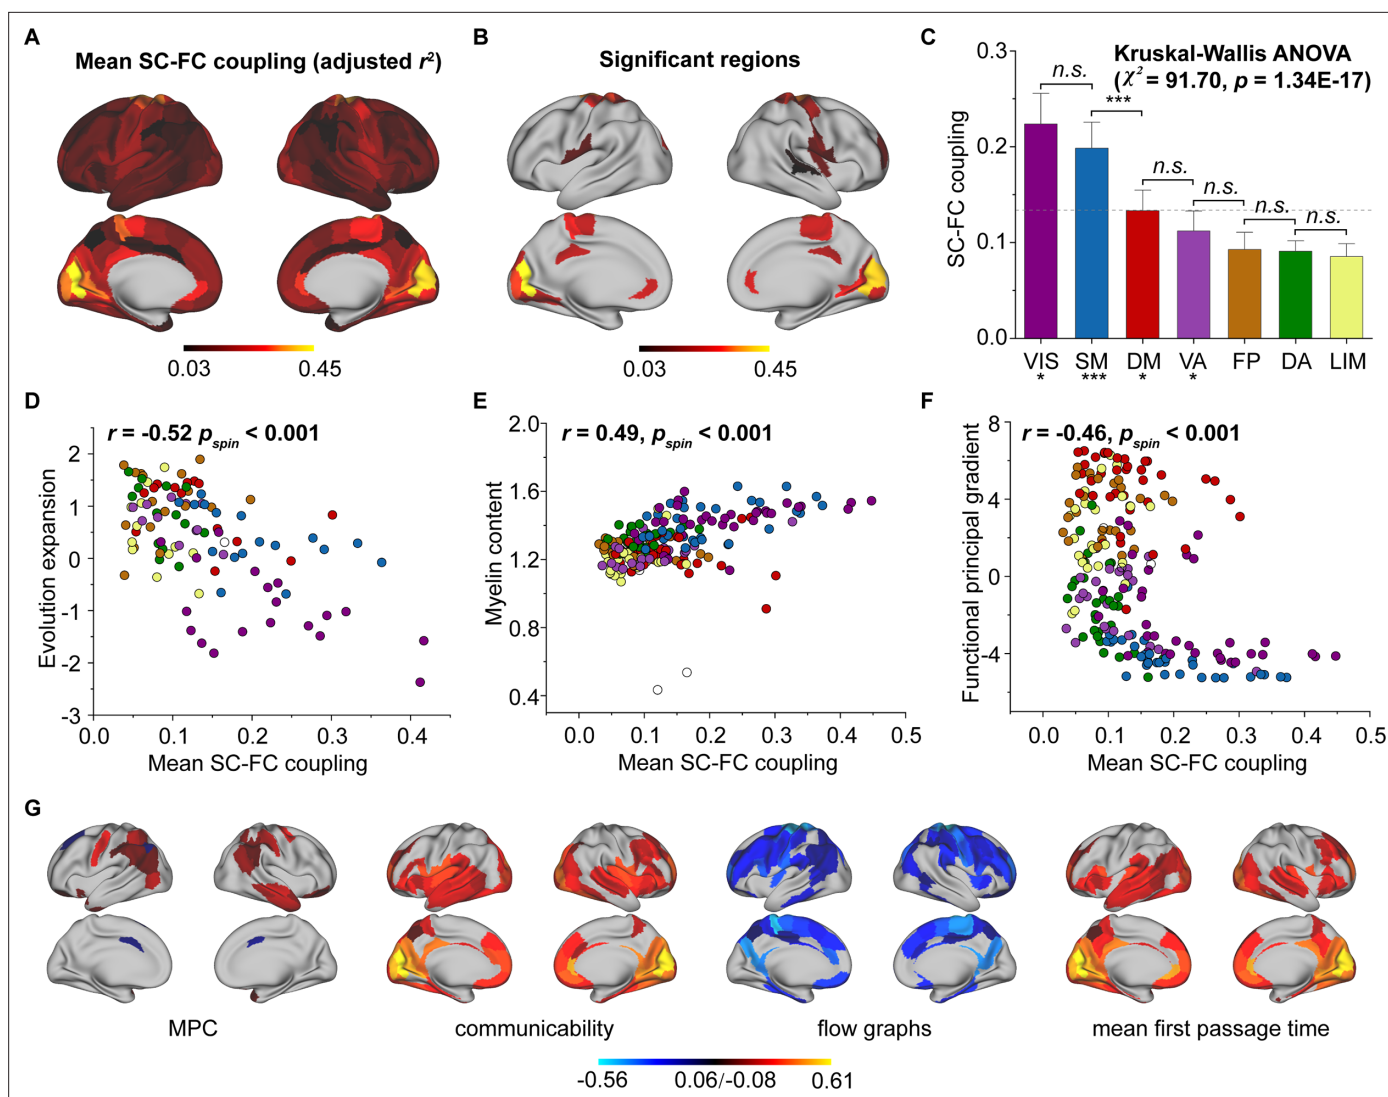 A
Mean SC-FC coupling (adjusted r²)
0.03 0.45
B
Significant regions
0.03 0.45
C
Kruskal-Wallis ANOVA
(χ² = 91.70, p = 1.34E-17)
n.s.
***
n.s.
n.s.
n.s.
n.s.
SC-FC coupling
0.3
0.2
0.1
0.0
VIS SM DM VA FP DA LIM
* *** * *
D
r = -0.52 p spin < 0.001
Evolution expansion
2
1
0
-1
-2
-3
0.0 0.1 0.2 0.3 0.4
Mean SC-FC coupling
E
r = 0.49, p spin < 0.001
Myelin content
2.0
1.6
1.2
0.8
0.4
0.0 0.1 0.2 0.3 0.4 0.5
Mean SC-FC coupling
F
r = -0.46, p spin < 0.001
Functional principal gradient
8
4
0
-4
0.0 0.1 0.2 0.3 0.4 0.5
Mean SC-FC coupling
G
MPC communicability flow graphs mean first passage time
-0.56 0.06/-0.08 0.61